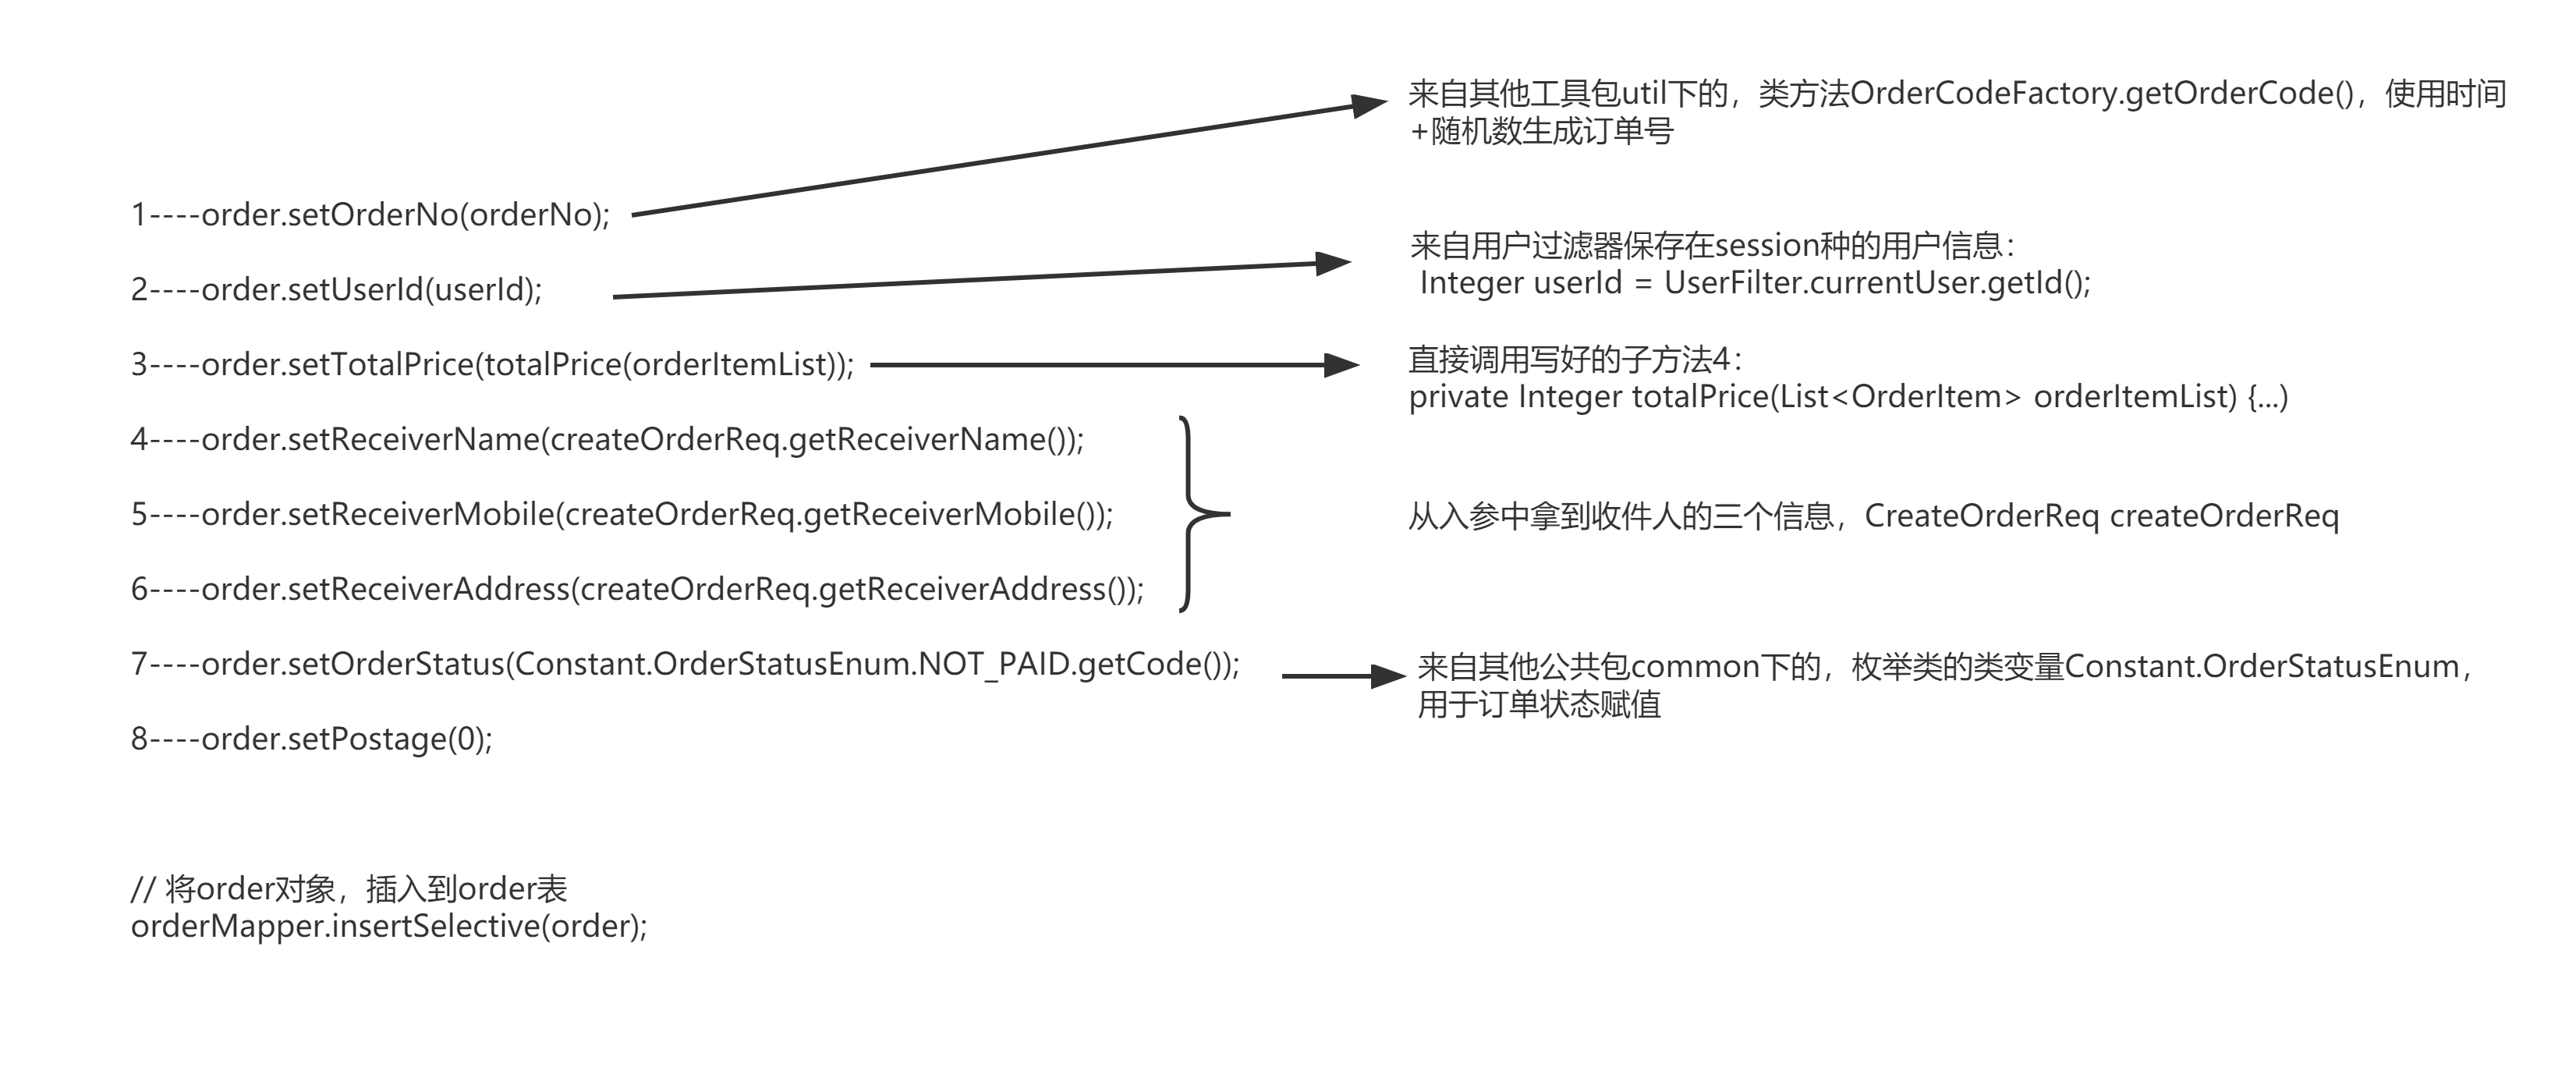 来自其他工具包util下的，类方法OrderCodeFactory.getOrderCode()，使用时间
+随机数生成订单号
1----order.setOrderNo(orderNo);
来自用户过滤器保存在session种的用户信息：
Integer userId = UserFilter.currentUser.getId();
2----order.setUserId(userId);
3----order.setTotalPrice(totalPrice(orderItemList));
直接调用写好的子方法4：
private Integer totalPrice(List<OrderItem> orderItemList) {...)
4----order.setReceiverName(createOrderReq.getReceiverName());
5----order.setReceiverMobile(createOrderReq.getReceiverMobile());
从入参中拿到收件人的三个信息，CreateOrderReq createOrderReq
6----order.setReceiverAddress(createOrderReq.getReceiverAddress());
7----order.setOrderStatus(Constant.OrderStatusEnum.NOT_PAID.getCode());
来自其他公共包common下的，枚举类的类变量Constant.OrderStatusEnum，
用于订单状态赋值
8----order.setPostage(0);
// 将order对象，插入到order表
orderMapper.insertSelective(order);